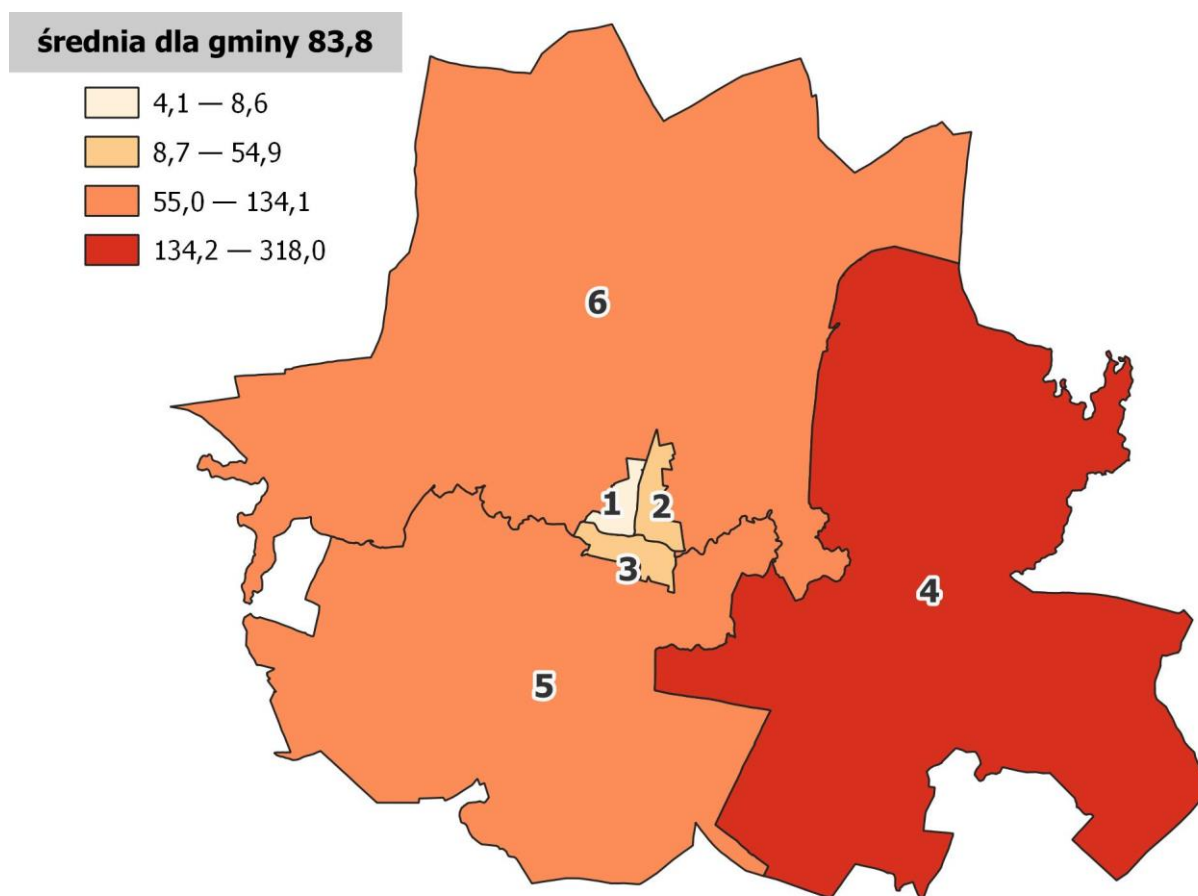 średnia dla gminy 83,8
4,1 — 8,6
8,7 — 54,9
55,0 — 134,1
134,2 — 318,0
6
1
2
3
4
5